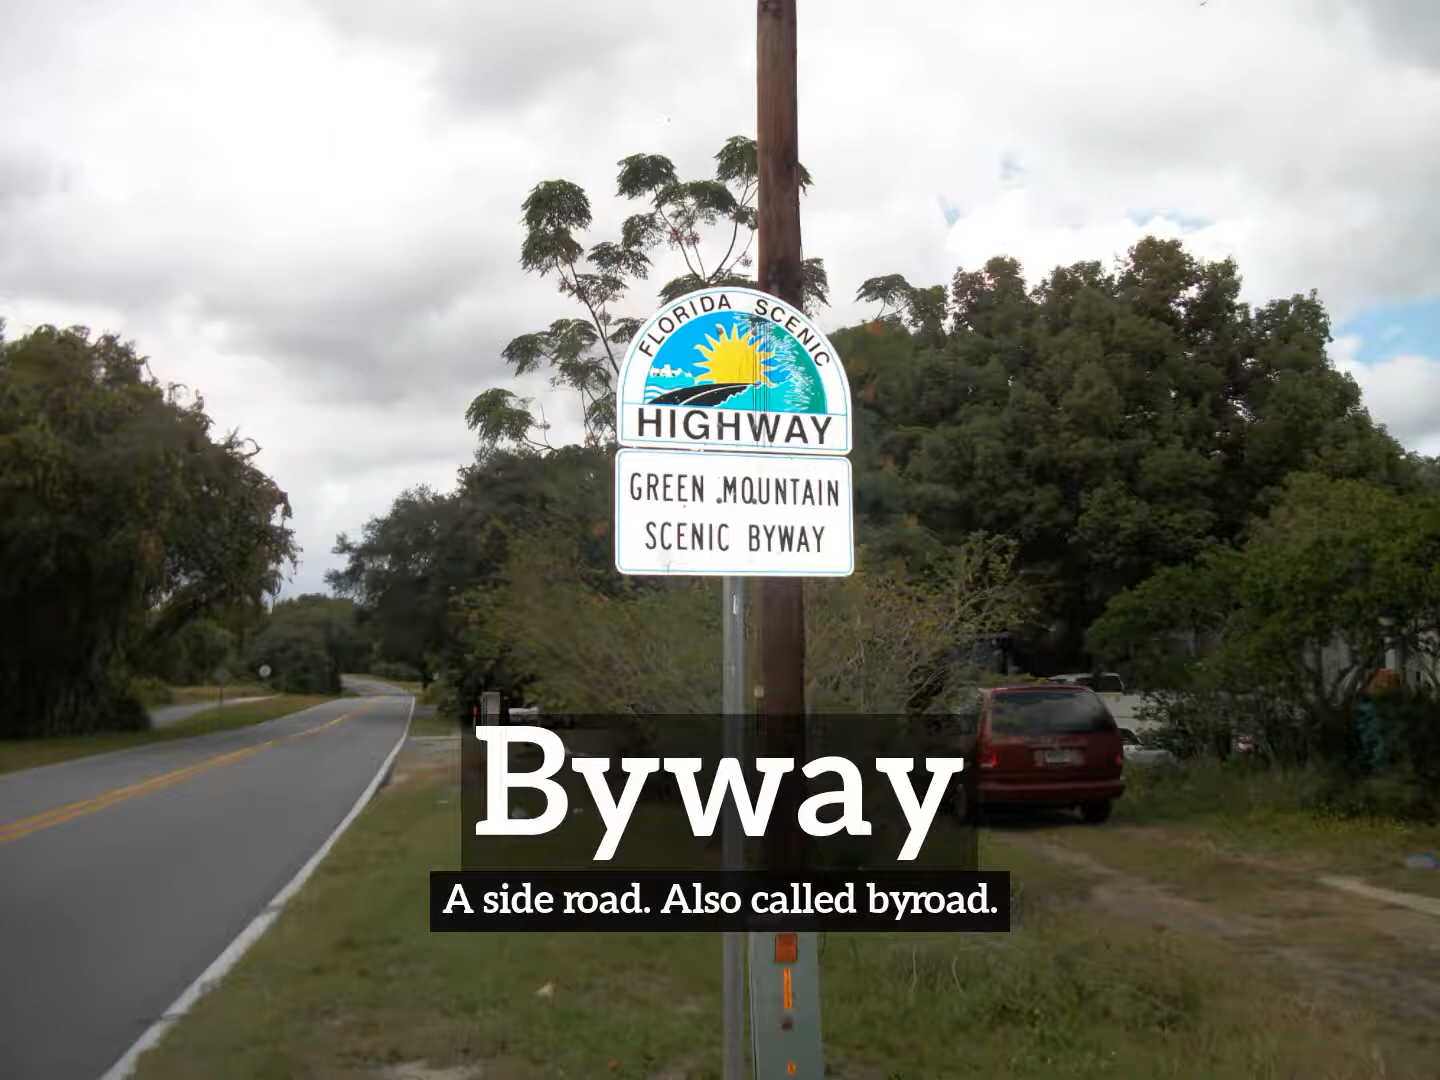 FLORIDA SCENIC
HIGHWAY
GREEN MOUNTAIN
SCENIC BYWAY
Byway
A side road. Also called byroad.